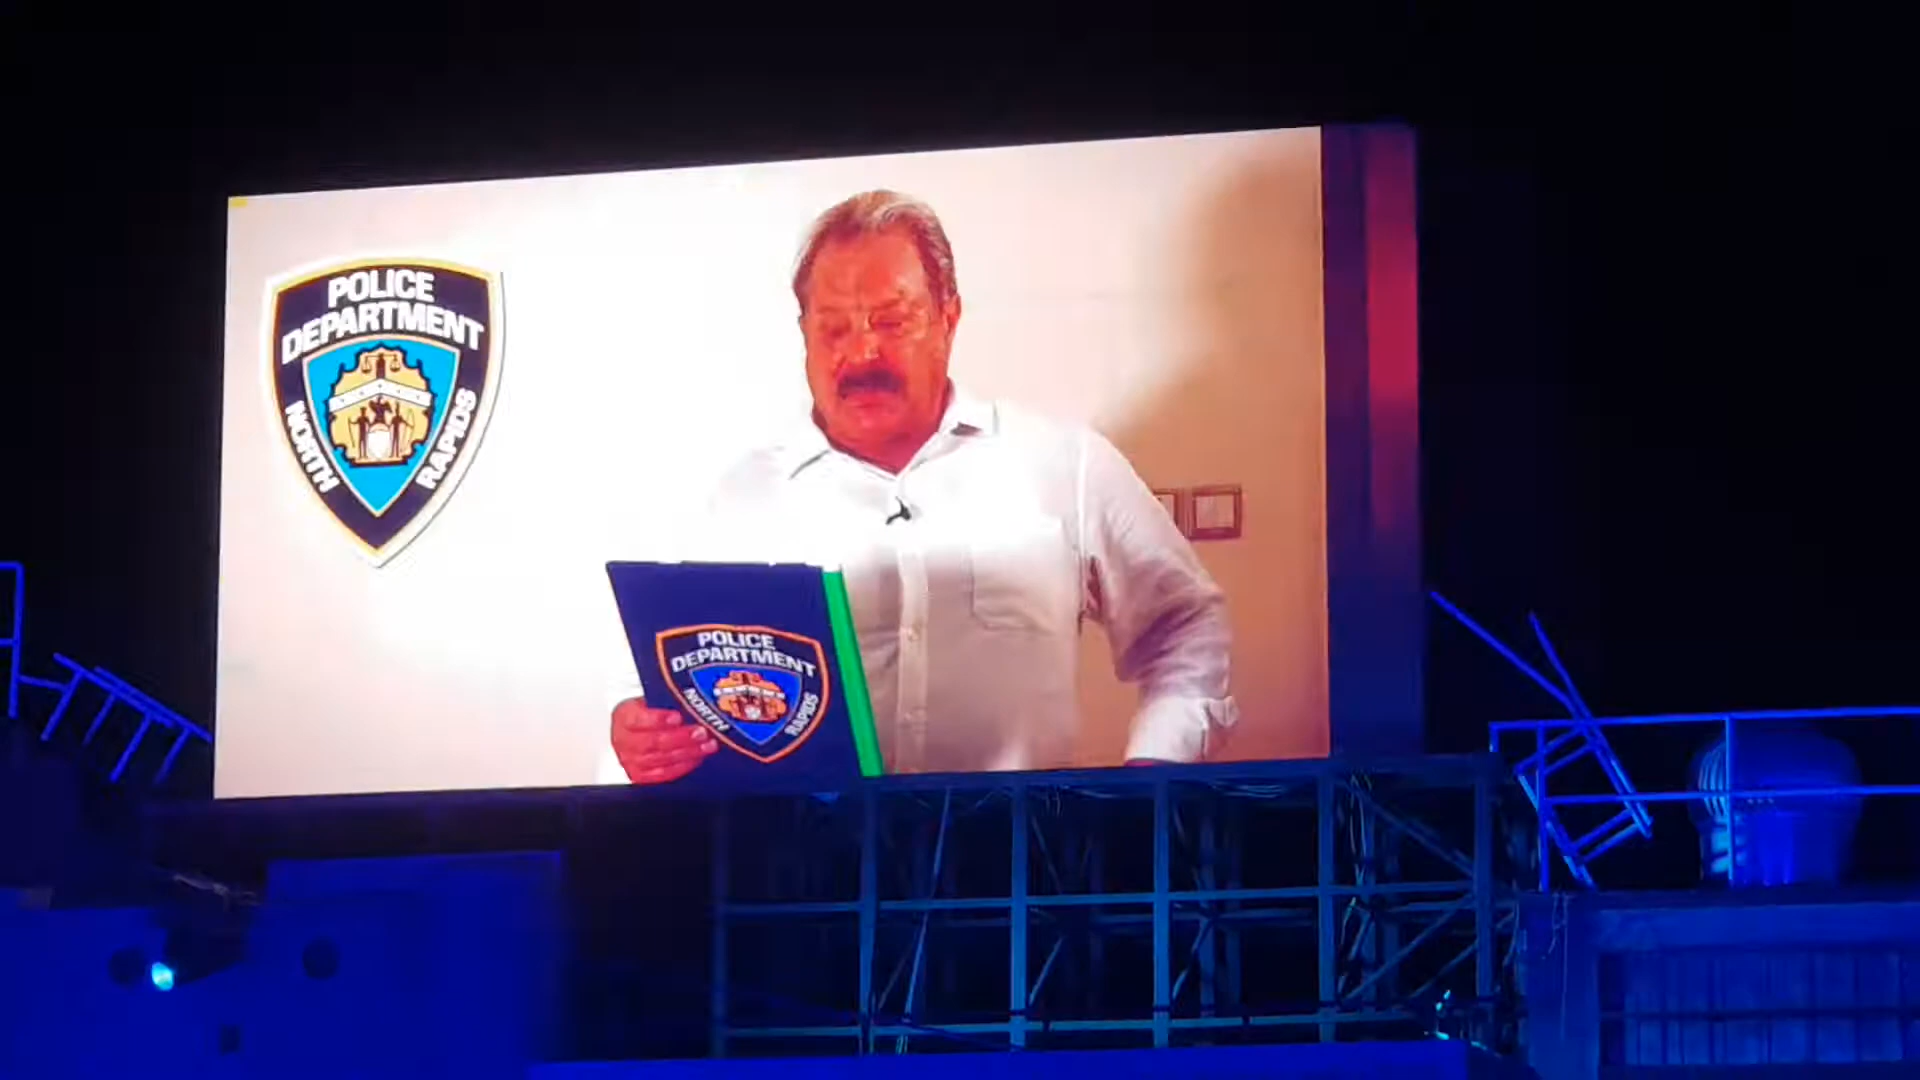 POLICE
DEPARTMENT
NORTH
RAPIDS
POLICE
DEPARTMENT
NORTH
RAPIDS